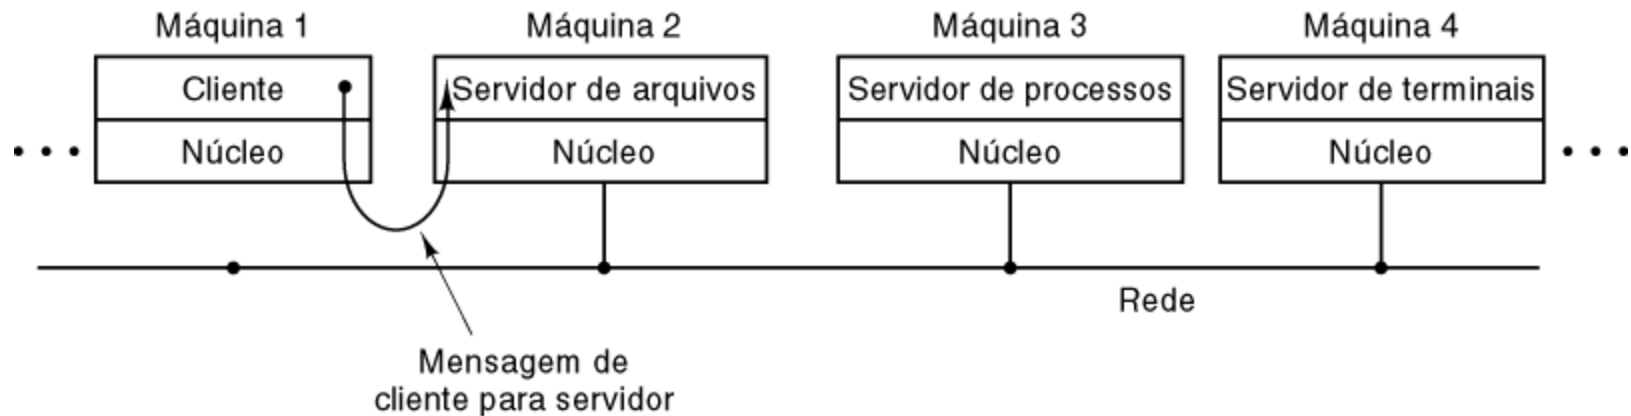 Máquina 1
Máquina 2
Máquina 3
Máquina 4
Cliente
Servidor de arquivos
Servidor de processos
Servidor de terminais
Núcleo
Núcleo
Núcleo
Núcleo
Rede
Mensagem de
cliente para servidor